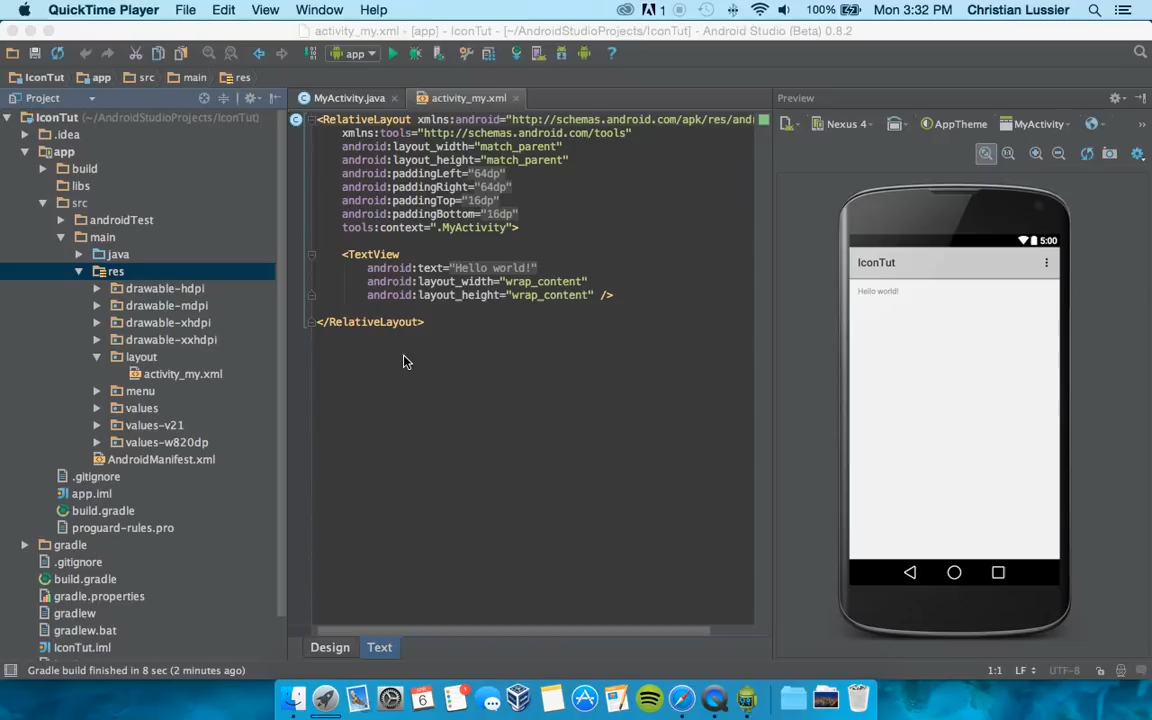 QuickTime Player File Edit View Window Help 1 100% Mon 3:32 PM Christian Lussier
activity_my.xml - [app] - IconTut - [~/AndroidStudioProjects/IconTut] - Android Studio (Beta) 0.8.2
app
IconTut app src main res
Project MyActivity.java activity_my.xml Preview
IconTut (~/AndroidStudioProjects/IconTut)
.idea
app
build
libs
src
androidTest
main
java
res
drawable-hdpi
drawable-mdpi
drawable-xhdpi
drawable-xxhdpi
layout
activity_my.xml
menu
values
values-v21
values-w820dp
AndroidManifest.xml
.gitignore
app.iml
build.gradle
proguard-rules.pro
gradle
.gitignore
build.gradle
gradle.properties
gradlew
gradlew.bat
IconTut.iml
<RelativeLayout xmlns:android="http://schemas.android.com/apk/res/andr
xmlns:tools="http://schemas.android.com/tools"
android:layout_width="match_parent"
android:layout_height="match_parent"
android:paddingLeft="64dp"
android:paddingRight="64dp"
android:paddingTop="16dp"
android:paddingBottom="16dp"
tools:context=".MyActivity">
<TextView
android:text="Hello world!"
android:layout_width="wrap_content"
android:layout_height="wrap_content" />
</RelativeLayout>
Design Text
Nexus 4 AppTheme MyActivity
5:00
IconTut
Hello world!
Gradle build finished in 8 sec (2 minutes ago) 1:1 LF UTF-8
6 1